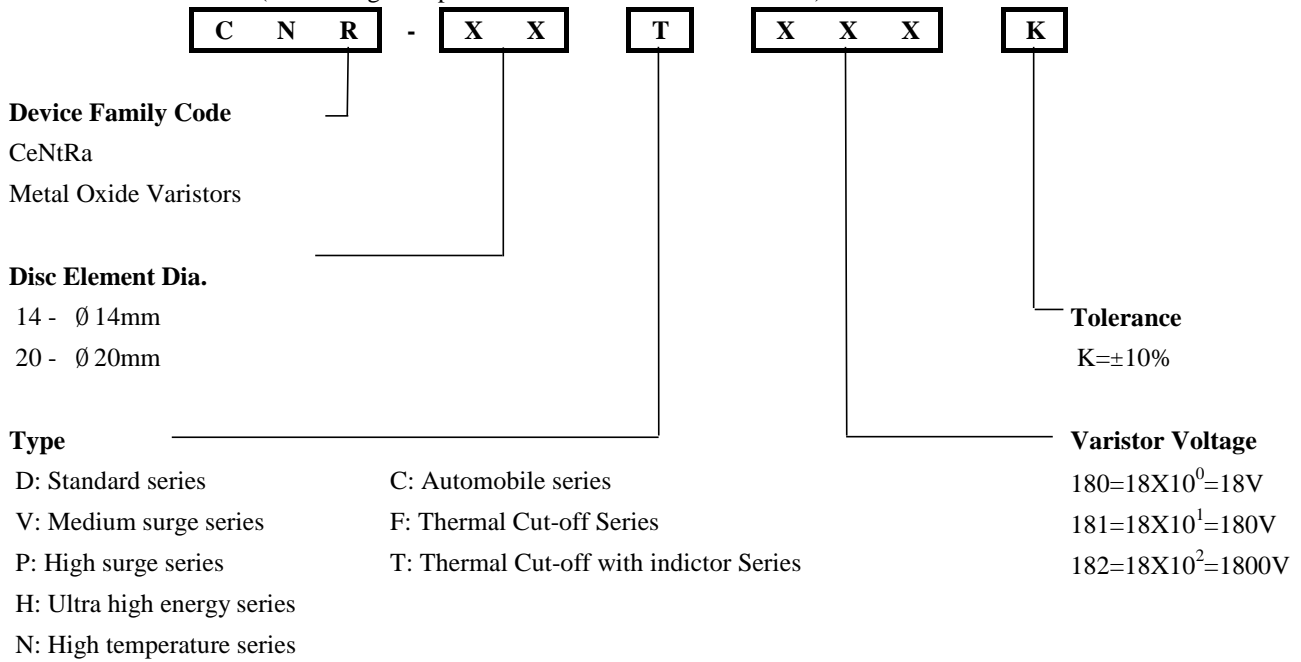 C N R - X X T X X X K
Device Family Code
CeNtRa
Metal Oxide Varistors
Disc Element Dia.
14 - Ø 14mm
20 - Ø 20mm
Tolerance
K=±10%
Type
D: Standard series C: Automobile series
V: Medium surge series F: Thermal Cut-off Series
P: High surge series T: Thermal Cut-off with indictor Series
H: Ultra high energy series
N: High temperature series
Varistor Voltage
180=18X10⁰=18V
181=18X10¹=180V
182=18X10²=1800V